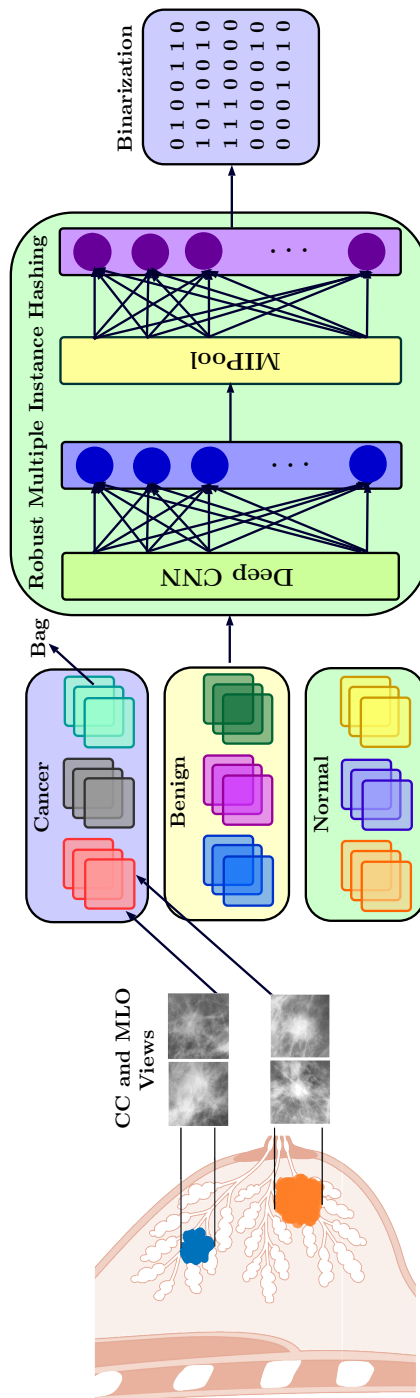 CC and MLO
Views
Cancer
Bag
Benign
Normal
Robust Multiple Instance Hashing
Deep CNN
. . .
MIPool
. . .
Binarization
0 1 0 0 1 1 0
1 0 1 0 0 1 0
1 1 1 0 0 0 0
0 0 0 0 0 1 0
0 0 0 1 0 1 0